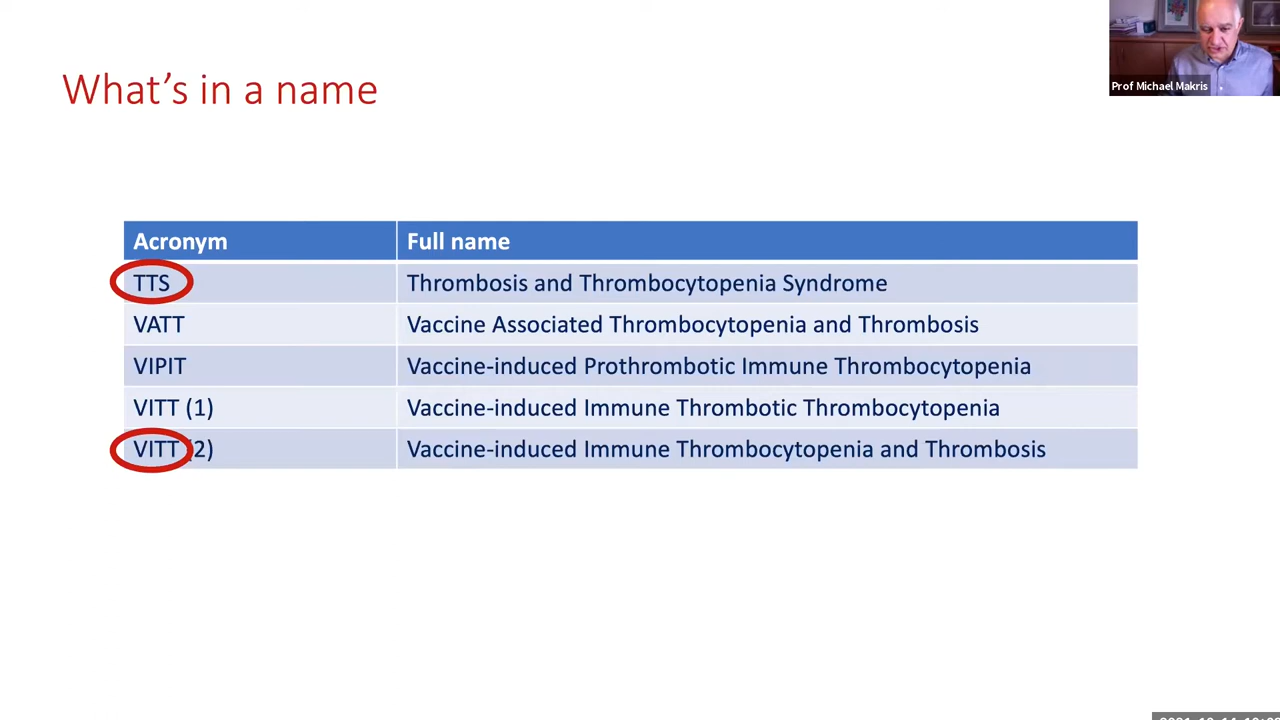 Prof Michael Makris
What's in a name
Acronym Full name
TTS Thrombosis and Thrombocytopenia Syndrome
VATT Vaccine Associated Thrombocytopenia and Thrombosis
VIPIT Vaccine-induced Prothrombotic Immune Thrombocytopenia
VITT (1) Vaccine-induced Immune Thrombotic Thrombocytopenia
VITT (2) Vaccine-induced Immune Thrombocytopenia and Thrombosis